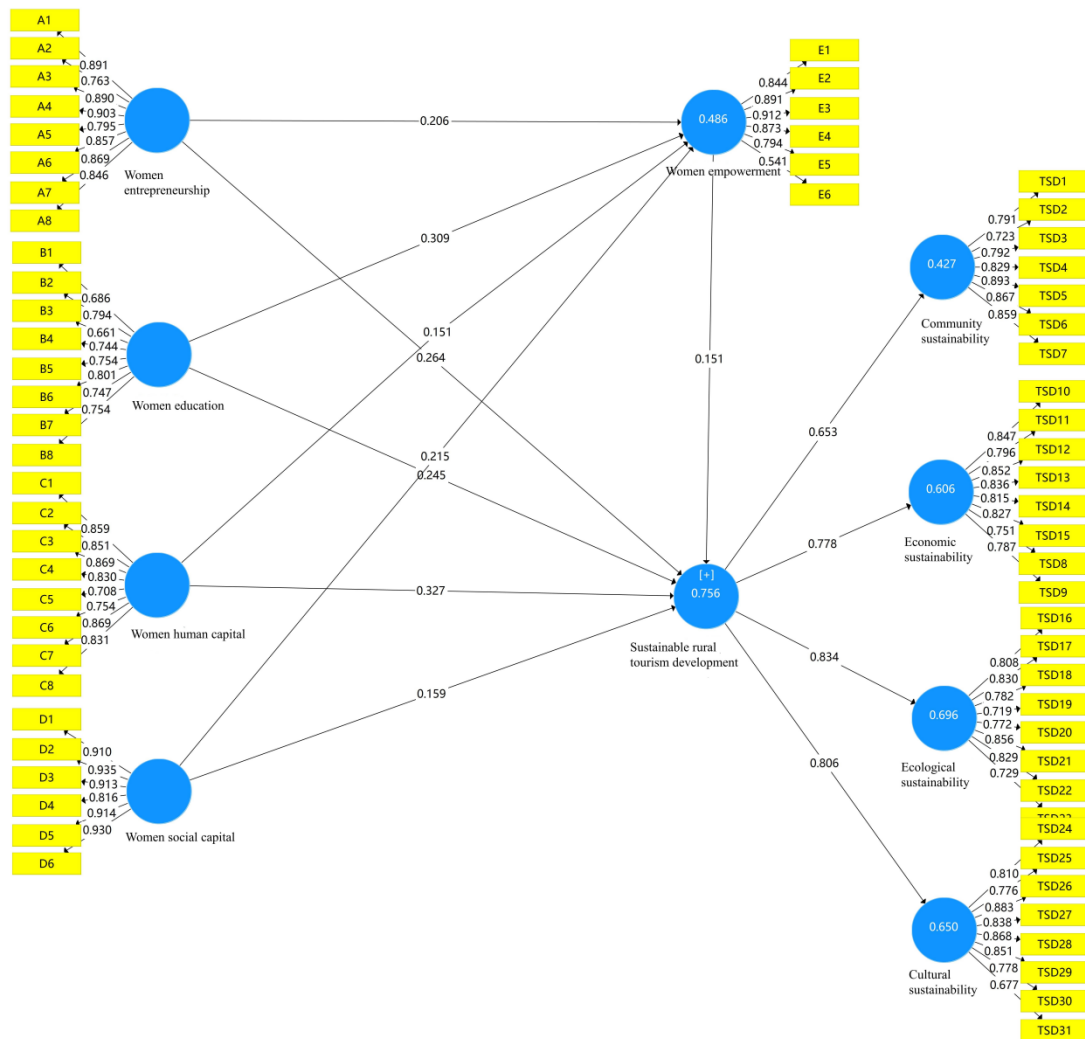 A1
A2
A3
A4
A5
A6
A7
A8
0.891
0.763
0.890
0.903
0.795
0.857
0.869
0.846
Women
entrepreneurship
B1
B2
B3
B4
B5
B6
B7
B8
0.686
0.794
0.661
0.744
0.754
0.801
0.747
0.754
Women education
C1
C2
C3
C4
C5
C6
C7
C8
0.859
0.851
0.869
0.830
0.708
0.754
0.869
0.831
Women human capital
D1
D2
D3
D4
D5
D6
0.910
0.935
0.913
0.816
0.914
0.930
Women social capital
0.206
0.309
0.151
0.264
0.215
0.245
0.327
0.159
0.151
0.486
Women empowerment
0.844
0.891
0.912
0.873
0.794
0.541
E1
E2
E3
E4
E5
E6
[+]
0.756
Sustainable rural
tourism development
0.653
0.778
0.834
0.806
0.427
Community
sustainability
0.791
0.723
0.792
0.829
0.893
0.867
0.859
TSD1
TSD2
TSD3
TSD4
TSD5
TSD6
TSD7
0.606
Economic
sustainability
0.847
0.796
0.852
0.836
0.815
0.827
0.751
0.787
TSD10
TSD11
TSD12
TSD13
TSD14
TSD15
TSD8
TSD9
0.696
Ecological
sustainability
0.808
0.830
0.782
0.719
0.772
0.856
0.829
0.729
TSD16
TSD17
TSD18
TSD19
TSD20
TSD21
TSD22
0.650
Cultural
sustainability
0.810
0.776
0.883
0.838
0.868
0.851
0.778
0.677
TSD24
TSD25
TSD26
TSD27
TSD28
TSD29
TSD30
TSD31